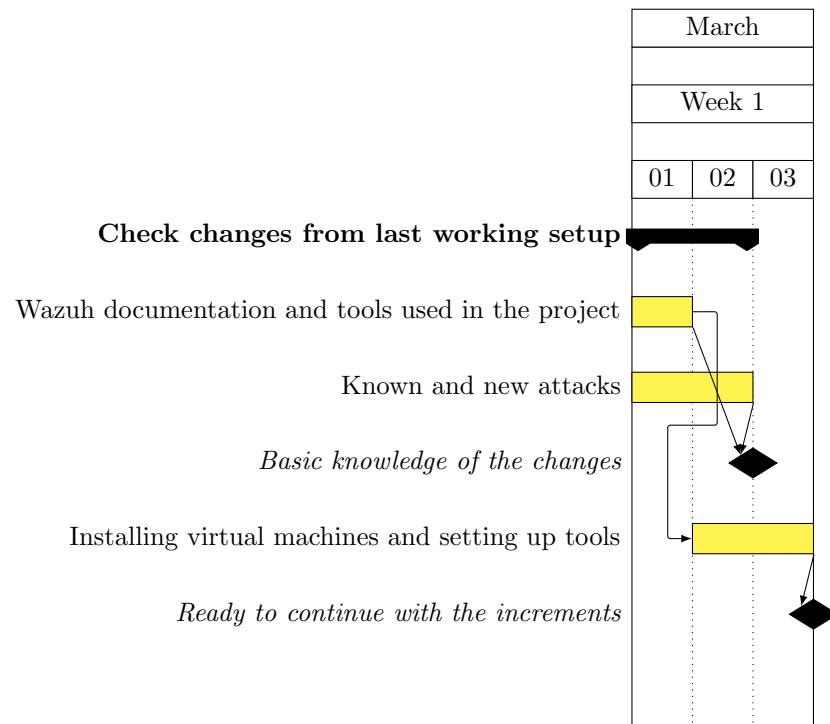 March
Week 1
01 02 03
Check changes from last working setup
Wazuh documentation and tools used in the project
Known and new attacks
Basic knowledge of the changes
Installing virtual machines and setting up tools
Ready to continue with the increments